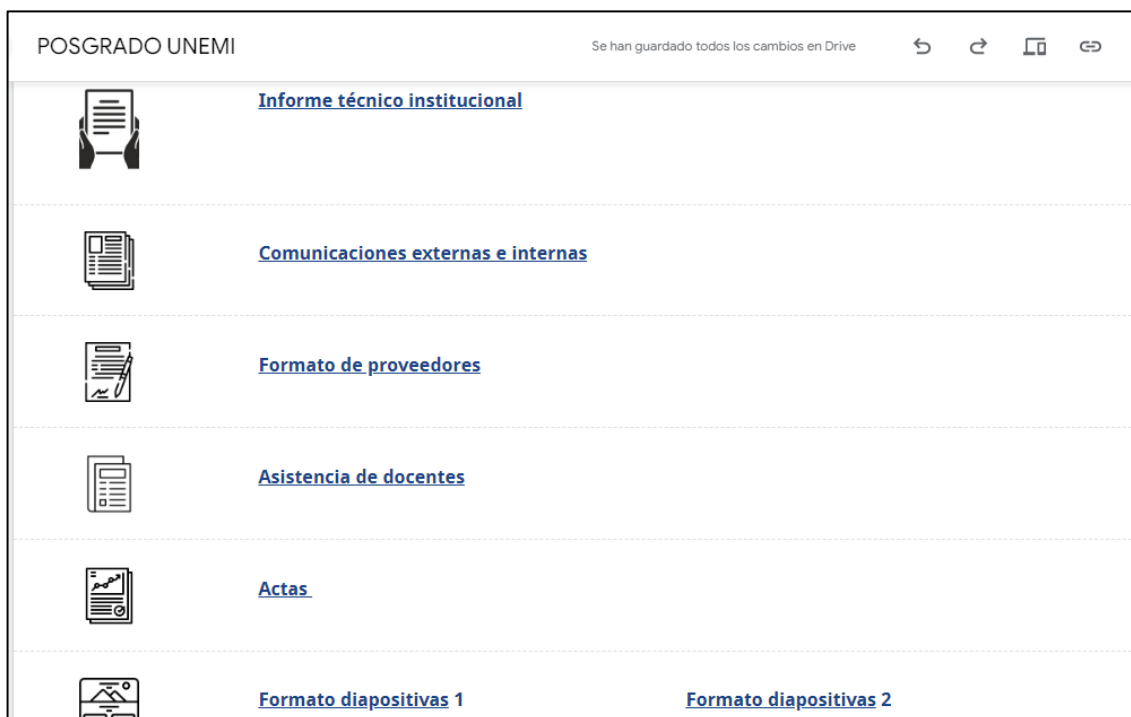 POSGRADO UNEMI
Se han guardado todos los cambios en Drive
Informe técnico institucional
Comunicaciones externas e internas
Formato de proveedores
Asistencia de docentes
Actas
Formato diapositivas 1
Formato diapositivas 2